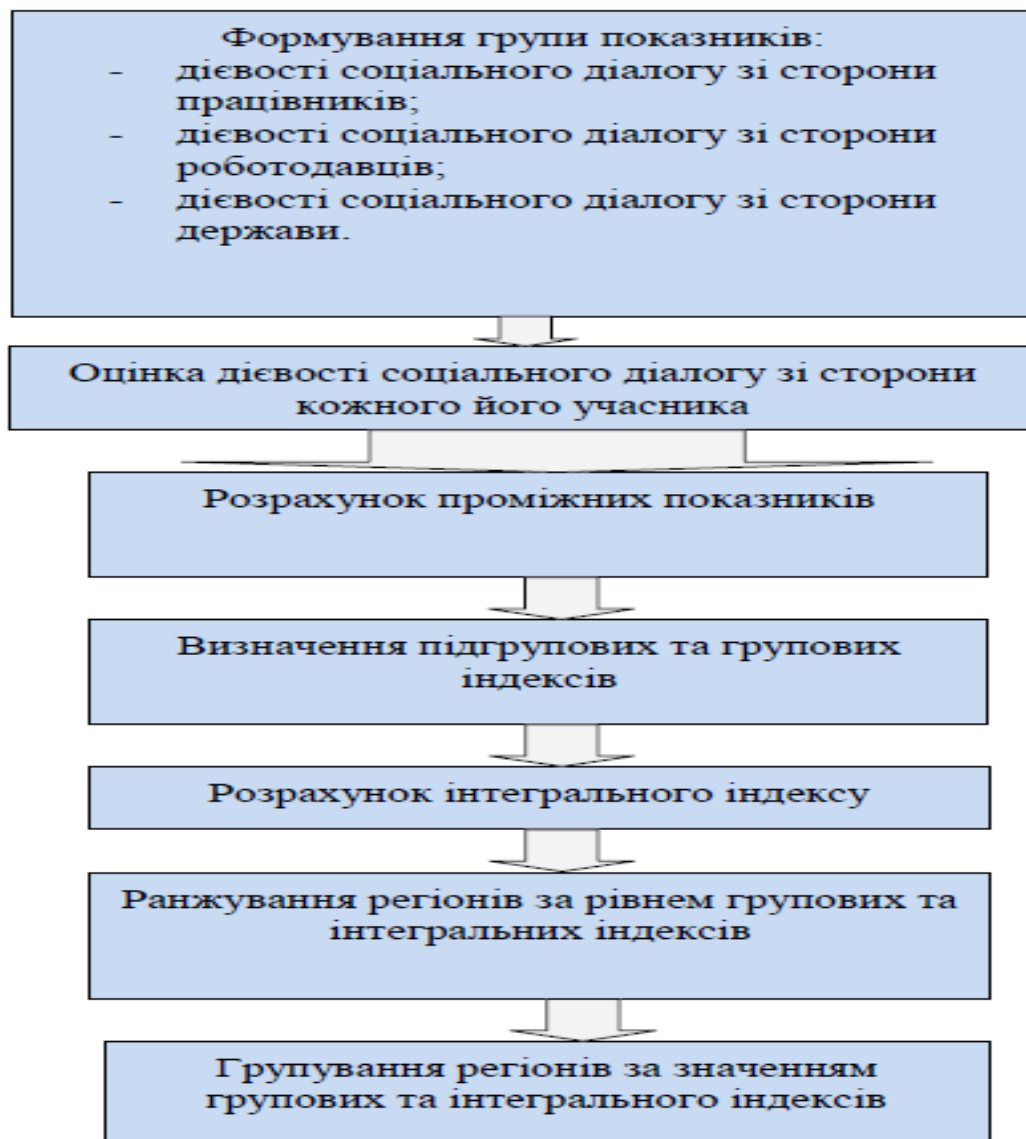 Формування групи показників:
- дієвості соціального діалогу зі сторони
працівників;
- дієвості соціального діалогу зі сторони
роботодавців;
- дієвості соціального діалогу зі сторони
держави.
Оцінка дієвості соціального діалогу зі сторони
кожного його учасника
Розрахунок проміжних показників
Визначення підгрупових та групових
індексів
Розрахунок інтегрального індексу
Ранжування регіонів за рівнем групових та
інтегральних індексів
Групування регіонів за значенням
групових та інтегрального індексів